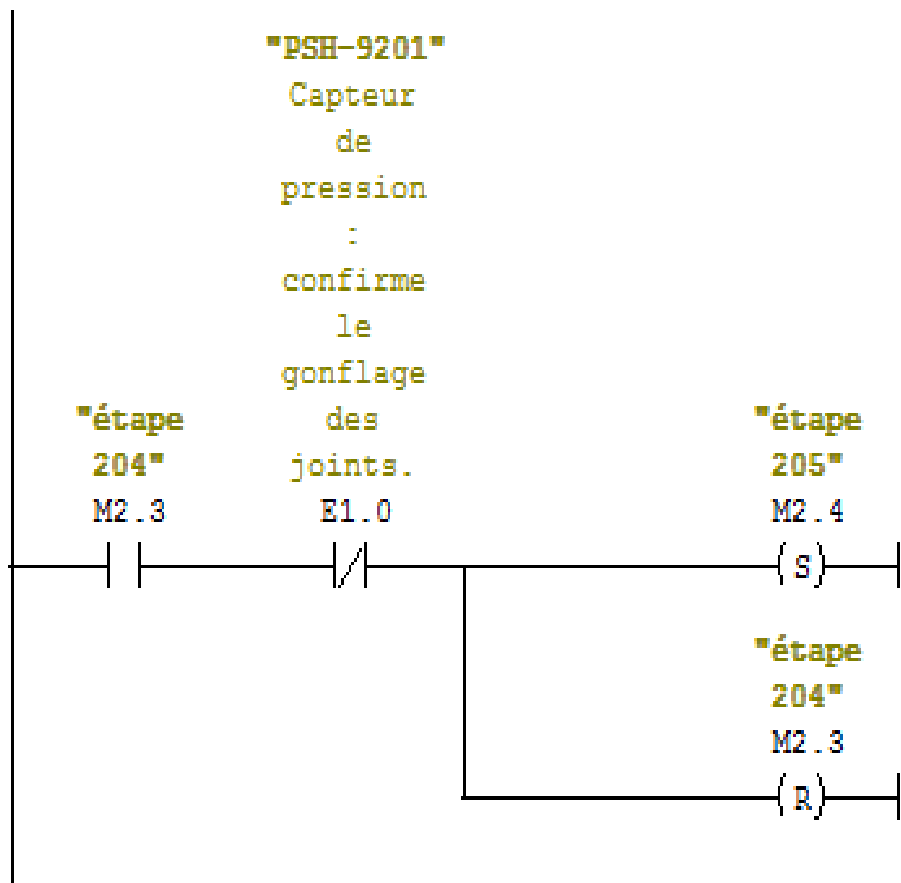 "PSH-9201"
Capteur
de
pression
:
confirme
le
gonflage
des
joints.
E1.0
"étape
204"
M2.3
"étape
205"
M2.4
S
"étape
204"
M2.3
R